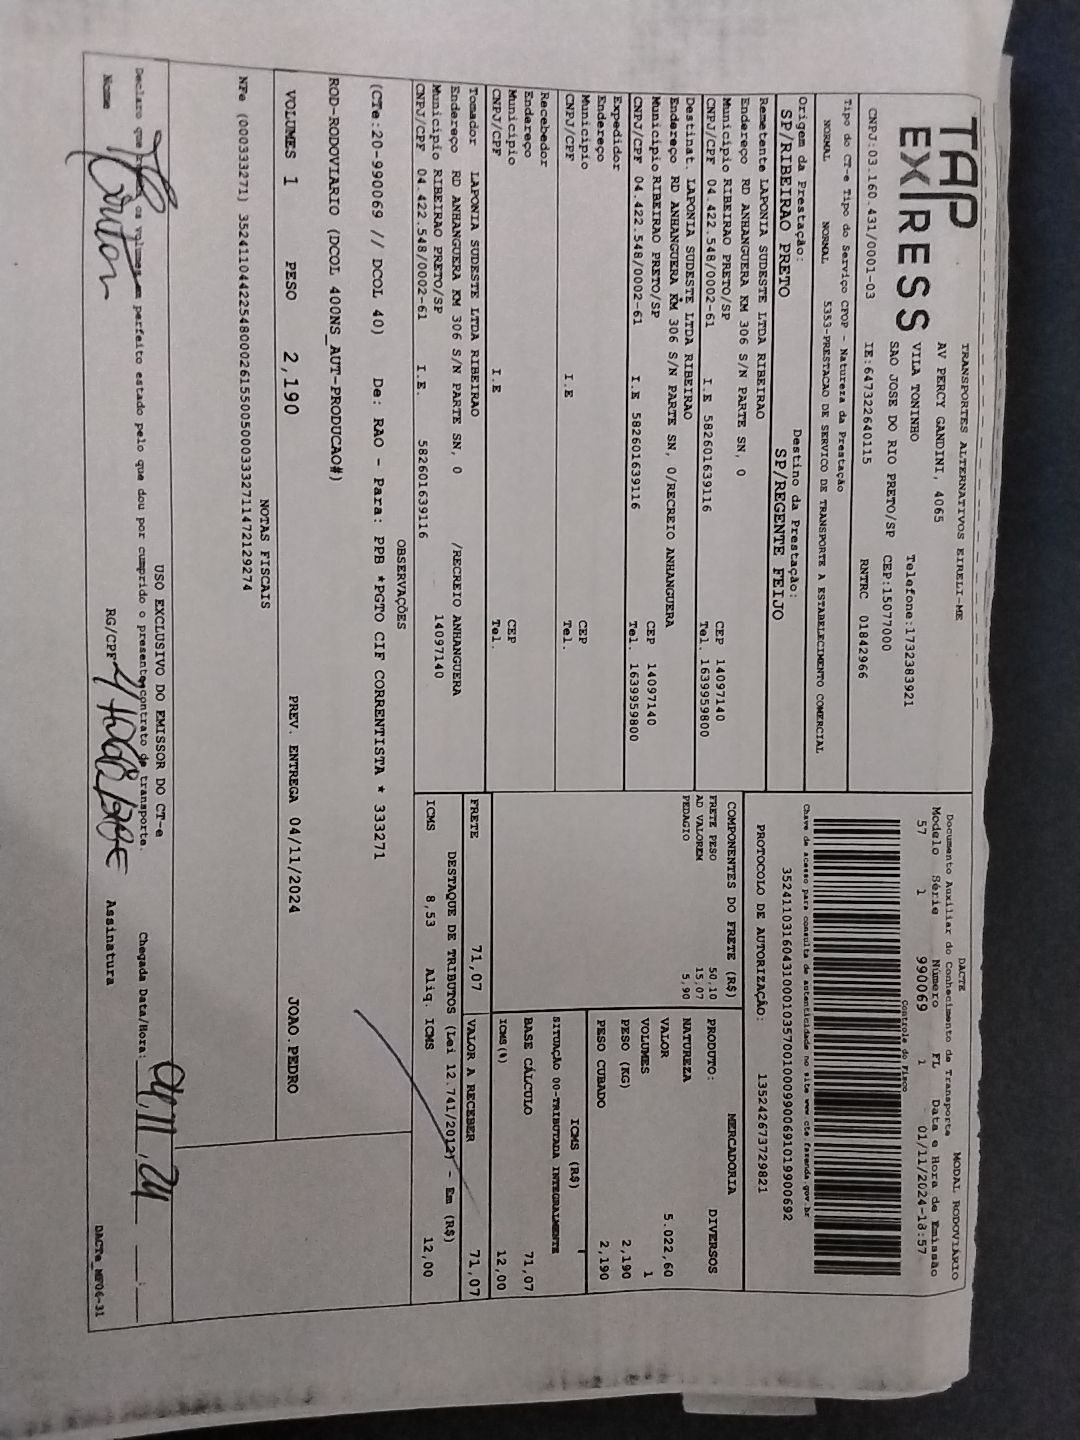 TAP EXPRESS
TRANSPORTES ALTERNATIVOS EIRELI-ME
AV PERCY GANDINI, 4065
VILA TONINHO
SAO JOSE DO RIO PRETO/SP
Telefone:1732383921
CEP:15077000
CNPJ:03.160.431/0001-03 IE:647322640115 RNTRC 01842966
Tipo do CT-e Tipo do Serviço CFOP - Natureza da Prestação
NORMAL NORMAL 5353-PRESTACAO DE SERVICO DE TRANSPORTE A ESTABELECIMENTO COMERCIAL
Origem da Prestação: Destino da Prestação:
SP/RIBEIRAO PRETO SP/REGENTE FEIJO
Remetente LAPONIA SUDESTE LTDA RIBEIRAO
Endereço RD ANHANGUERA KM 306 S/N PARTE SN, 0
Município RIBEIRAO PRETO/SP CEP 14097140
CNPJ/CPF 04.422.548/0002-61 I.E 582601639116 Tel. 1639959800
Destinat. LAPONIA SUDESTE LTDA RIBEIRAO
Endereço RD ANHANGUERA KM 306 S/N PARTE SN, 0/RECREIO ANHANGUERA
Município RIBEIRAO PRETO/SP CEP 14097140
CNPJ/CPF 04.422.548/0002-61 I.E 582601639116 Tel. 1639959800
Expedidor
Endereço
Município CEP
CNPJ/CPF I.E Tel.
Recebedor
Endereço
Município CEP
CNPJ/CPF I.E Tel.
Tomador LAPONIA SUDESTE LTDA RIBEIRAO
Endereço RD ANHANGUERA KM 306 S/N PARTE SN, 0 /RECREIO ANHANGUERA
Município RIBEIRAO PRETO/SP 14097140
CNPJ/CPF 04.422.548/0002-61 I.E. 582601639116
DACTE MODAL RODOVIARIO
Documento Auxiliar do Conhecimento de Transporte
Modelo Série Número FL Data e Hora de Emissão
57 1 990069 1 01/11/2024-18:57
Controle do Fisco
Chave de acesso para consulta de autenticidade no site www.cte.fazenda.gov.br
35241103160431000103570010009900691019900692
PROTOCOLO DE AUTORIZAÇÃO: 135242673729821
COMPONENTES DO FRETE (R$)
FRETE PESO 50,10
AD VALOREM 15,07
PEDAGIO 5,90
MERCADORIA
PRODUTO: DIVERSOS
NATUREZA
VALOR 5.022,60
VOLUMES 1
PESO (KG) 2,190
PESO CUBADO 2,190
ICMS (R$)
SITUAÇÃO 00-TRIBUTADA INTEGRALMENTE
BASE CÁLCULO 71,07
ICMS(%) 12,00
FRETE 71,07 VALOR A RECEBER 71,07
DESTAQUE DE TRIBUTOS (Lei 12.741/2012) - Em (R$)
ICMS 8,53 Aliq. ICMS 12,00
OBSERVAÇÕES
(CTe:20-990069 // DCOL 40) De: RAO - Para: PPB *PGTO CIF CORRENTISTA * 333271
ROD-RODOVIARIO (DCOL 400NS_AUT-PRODUCAO#)
VOLUMES 1 PESO 2,190 PREV. ENTREGA 04/11/2024 JOAO.PEDRO
NOTAS FISCAIS
NFe (000333271) 35241104422548000261550050003332711472129274
USO EXCLUSIVO DO EMISSOR DO CT-e
Declaro que os volumes em perfeito estado pelo que dou por cumprido o presente contrato de transporte. Chegada Data/Hora: 04, 11, 24 :
Nome RG/CPF Assinatura DACTe_MF06-31